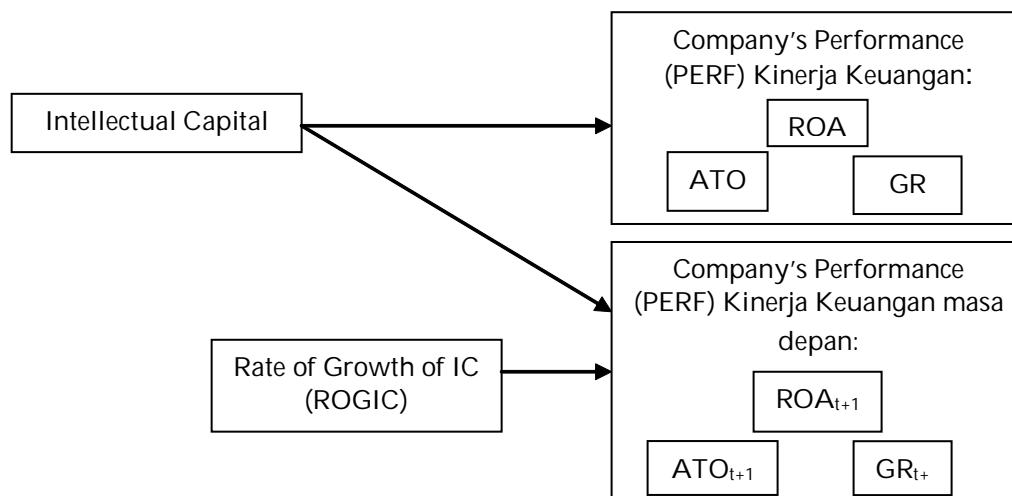 Company's Performance
(PERF) Kinerja Keuangan:
Intellectual Capital
ROA
ATO
GR
Company's Performance
(PERF) Kinerja Keuangan masa
depan:
Rate of Growth of IC
(ROGIC)
ROAt+1
ATOt+1
GRt+